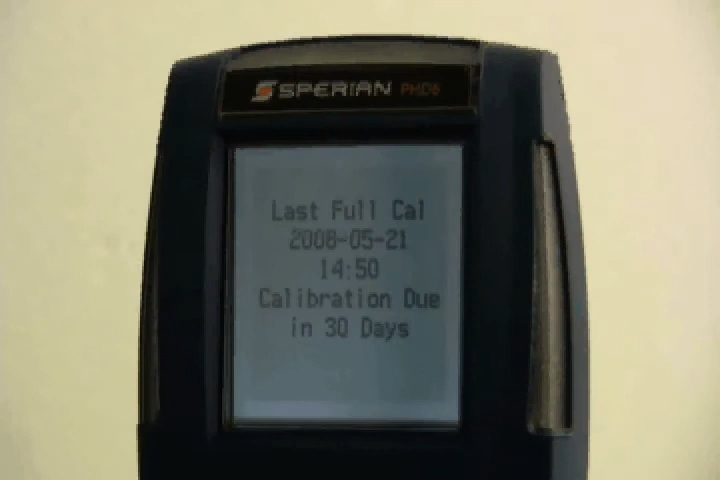 SPERIAN PHD6
Last Full Cal
2008-05-21
14:50
Calibration Due
in 30 Days